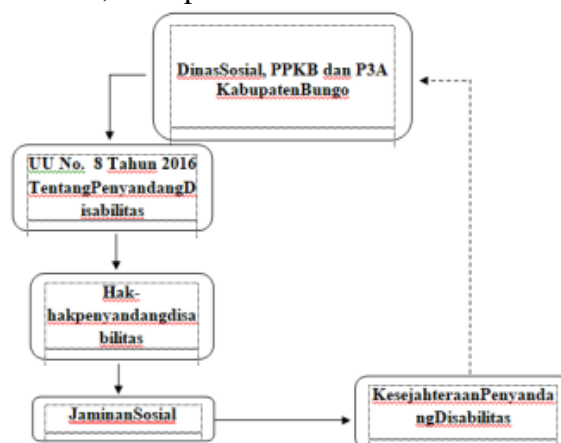 DinasSosial, PPKB dan P3A
KabupatenBungo
UU No. 8 Tahun 2016
TentangPenyandangD
isabilitas
Hak-
hakpenyandangdisa
bilitas
JaminanSosial
KesejahteraanPenyanda
ngDisabilitas